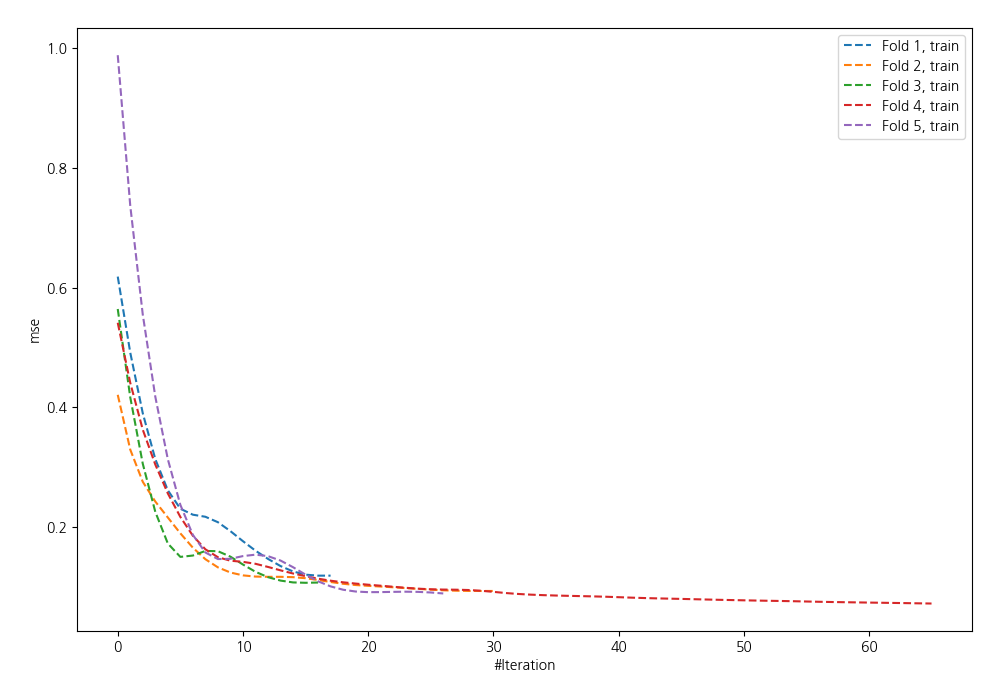 1.0
0.8
0.6
0.4
0.2
mse
0 10 20 30 40 50 60
#Iteration
Fold 1, train
Fold 2, train
Fold 3, train
Fold 4, train
Fold 5, train